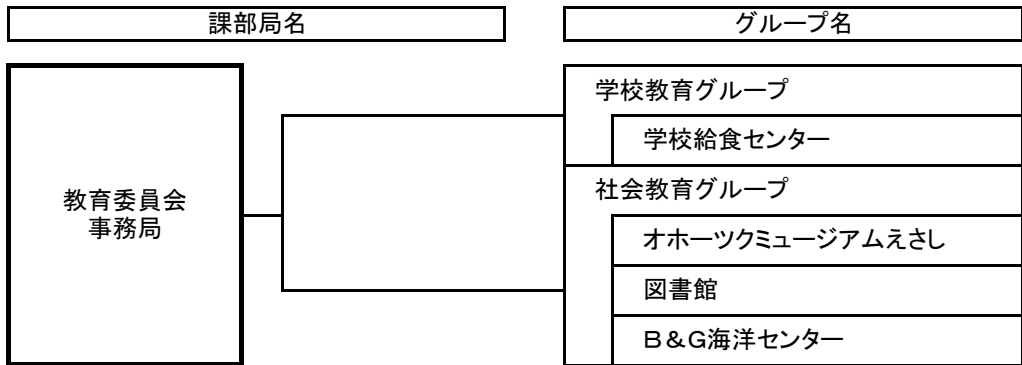 課部局名
グループ名
教育委員会
事務局
学校教育グループ
学校給食センター
社会教育グループ
オホーツクミュージアムえさし
図書館
Ｂ＆Ｇ海洋センター